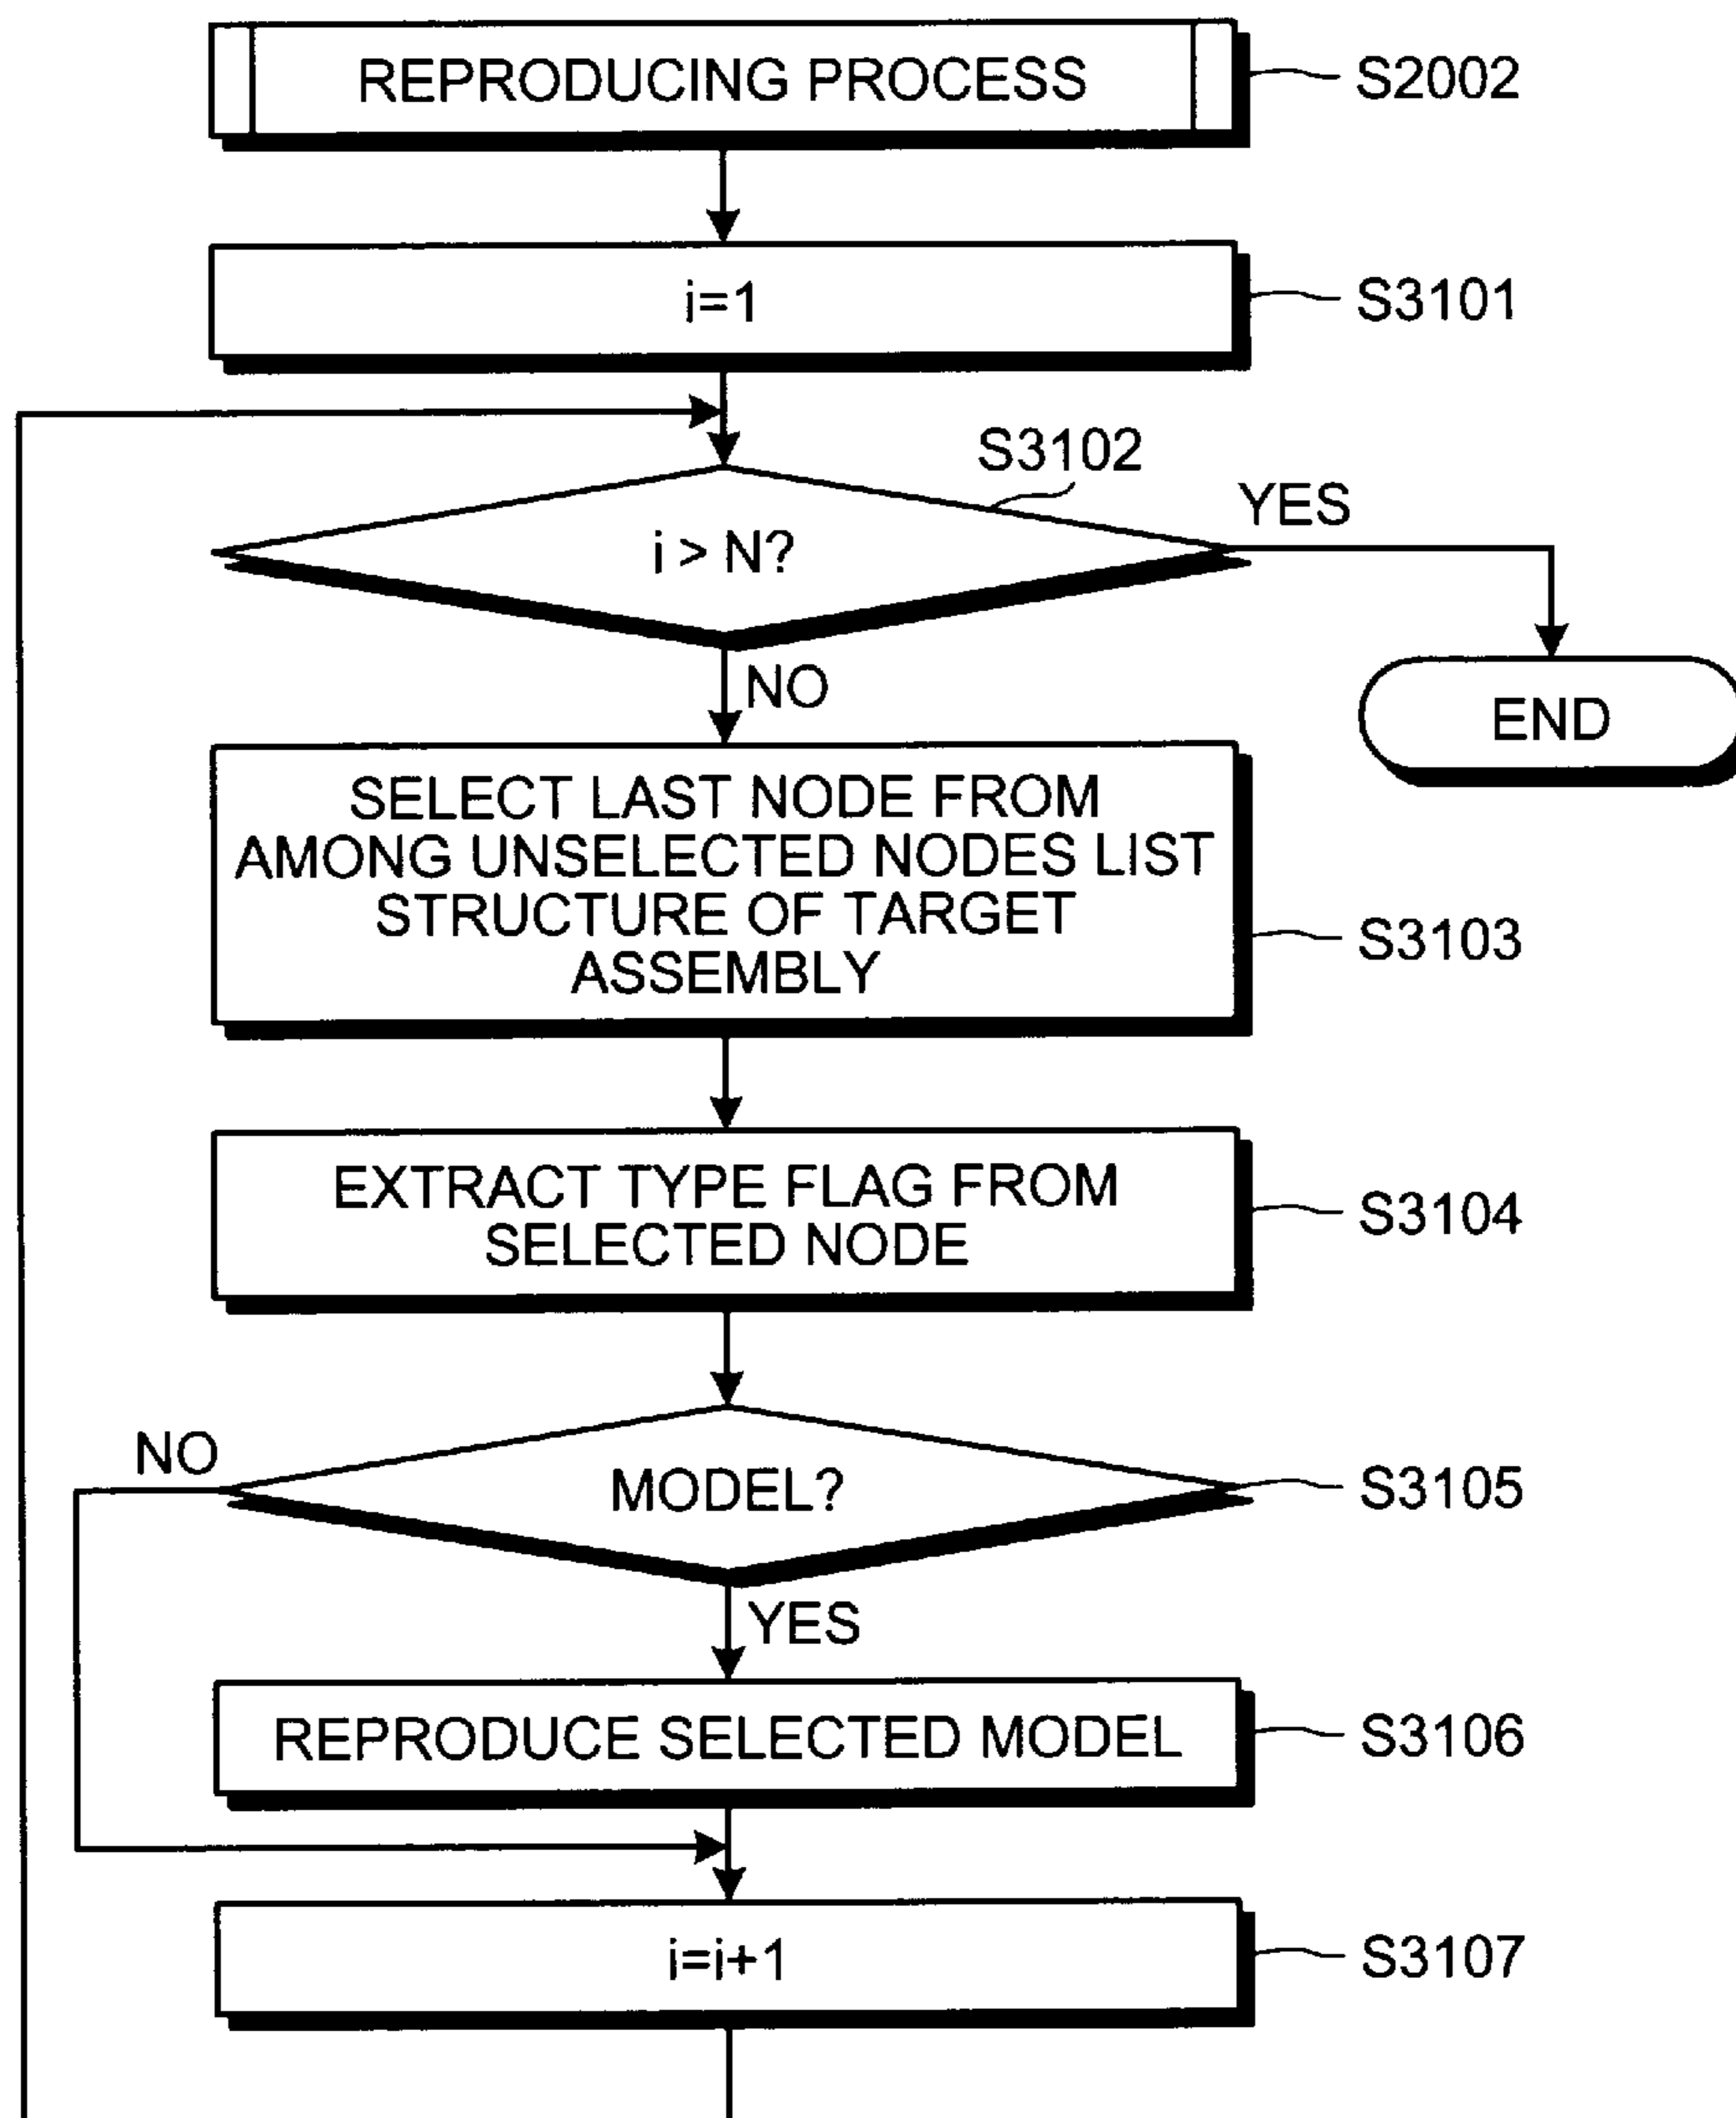 REPRODUCING PROCESS
S2002
i=1
S3101
S3102
i > N?
YES
NO
END
SELECT LAST NODE FROM
AMONG UNSELECTED NODES LIST
STRUCTURE OF TARGET
ASSEMBLY
S3103
EXTRACT TYPE FLAG FROM
SELECTED NODE
S3104
NO
MODEL?
S3105
YES
REPRODUCE SELECTED MODEL
S3106
i=i+1
S3107